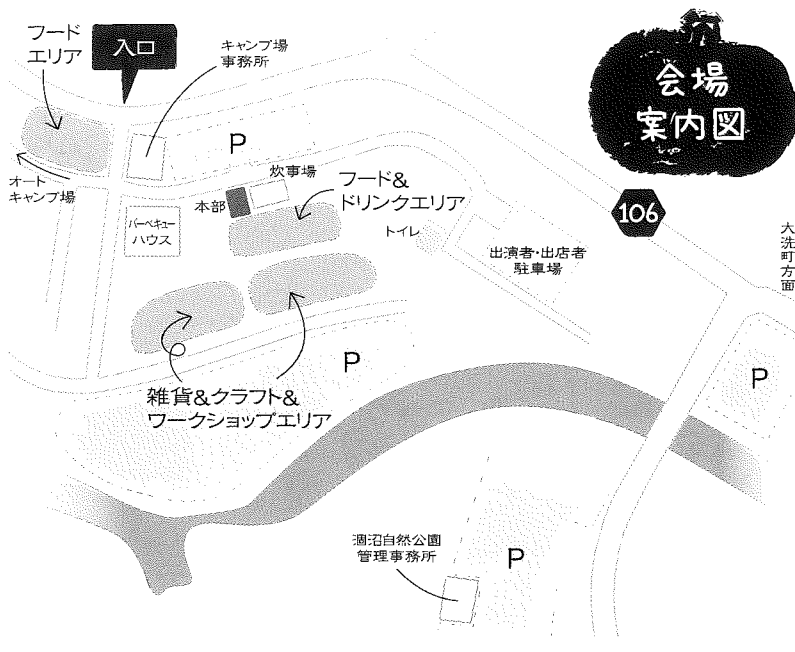 会場
案内図
フード
エリア
入口
キャンプ場
事務所
P
オート
キャンプ場
炊事場
本部
フード&
ドリンクエリア
バーベキュー
ハウス
トイレ
106
大洗町方面
出演者・出店者
駐車場
P
P
雑貨&クラフト&
ワークショップエリア
涸沼自然公園
管理事務所
P